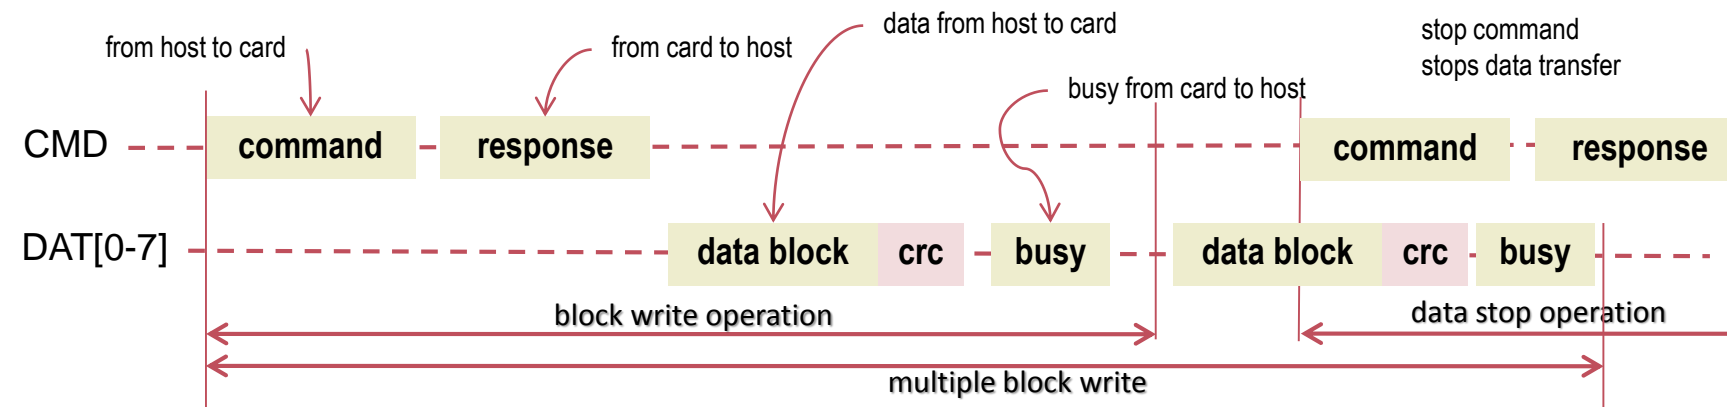 data from host to card
stop command
stops data transfer
from host to card
from card to host
busy from card to host
CMD
command
response
command
response
DAT[0-7]
data block
crc
busy
data block
crc
busy
block write operation
data stop operation
multiple block write